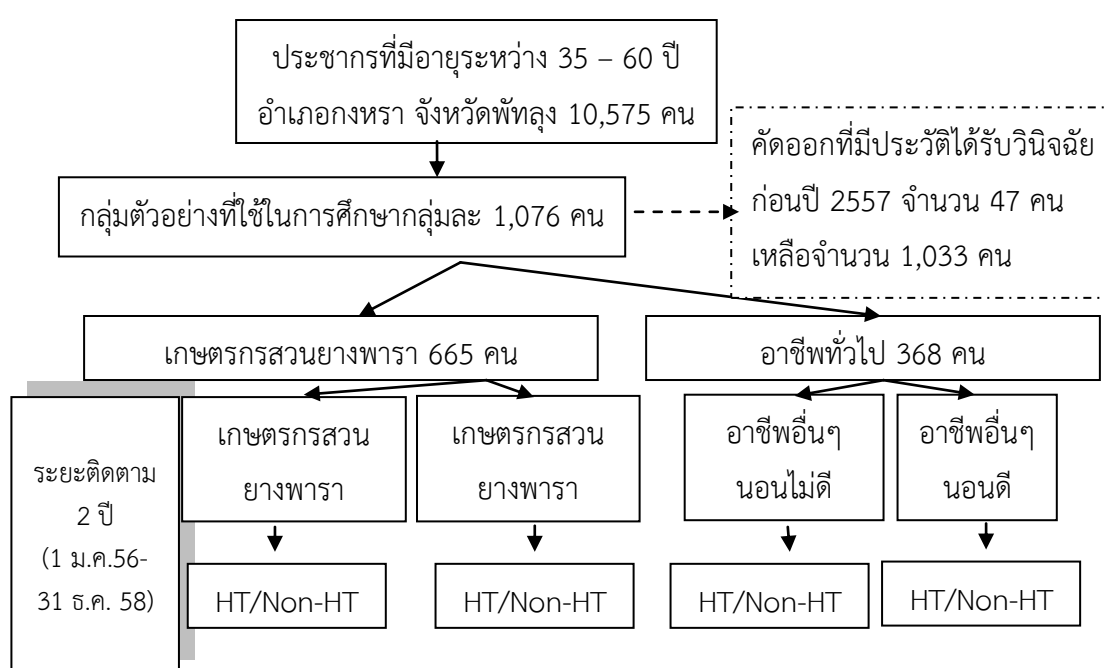 ประชากรที่มีอายุระหว่าง 35 – 60 ปี
อำเภอกงหรา จังหวัดพัทลุง 10,575 คน
คัดออกที่มีประวัติได้รับวินิจฉัย
ก่อนปี 2557 จำนวน 47 คน
เหลือจำนวน 1,033 คน
กลุ่มตัวอย่างที่ใช้ในการศึกษากลุ่มละ 1,076 คน
เกษตรกรสวนยางพารา 665 คน
อาชีพทั่วไป 368 คน
ระยะติดตาม
2 ปี
(1 ม.ค.56-
31 ธ.ค. 58)
เกษตรกรสวน
ยางพารา
เกษตรกรสวน
ยางพารา
อาชีพอื่นๆ
นอนไม่ดี
อาชีพอื่นๆ
นอนดี
HT/Non-HT
HT/Non-HT
HT/Non-HT
HT/Non-HT